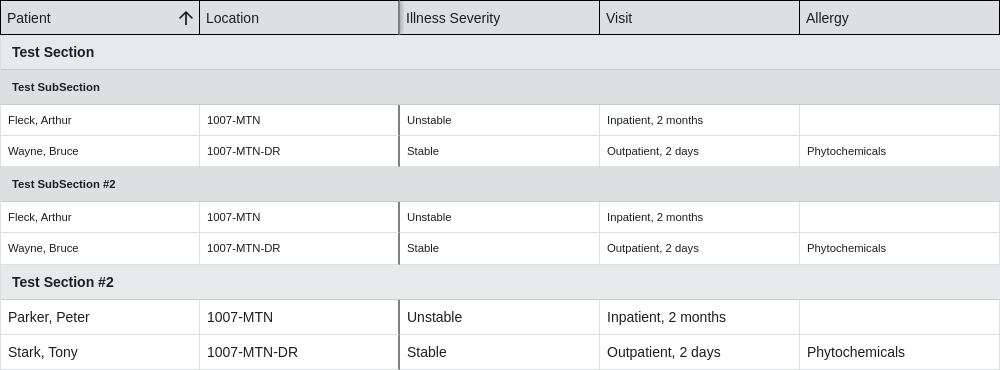 Patient Location Illness Severity Visit Allergy
Test Section
Test SubSection
Fleck, Arthur 1007-MTN Unstable Inpatient, 2 months
Wayne, Bruce 1007-MTN-DR Stable Outpatient, 2 days Phytochemicals
Test SubSection #2
Fleck, Arthur 1007-MTN Unstable Inpatient, 2 months
Wayne, Bruce 1007-MTN-DR Stable Outpatient, 2 days Phytochemicals
Test Section #2
Parker, Peter 1007-MTN Unstable Inpatient, 2 months
Stark, Tony 1007-MTN-DR Stable Outpatient, 2 days Phytochemicals